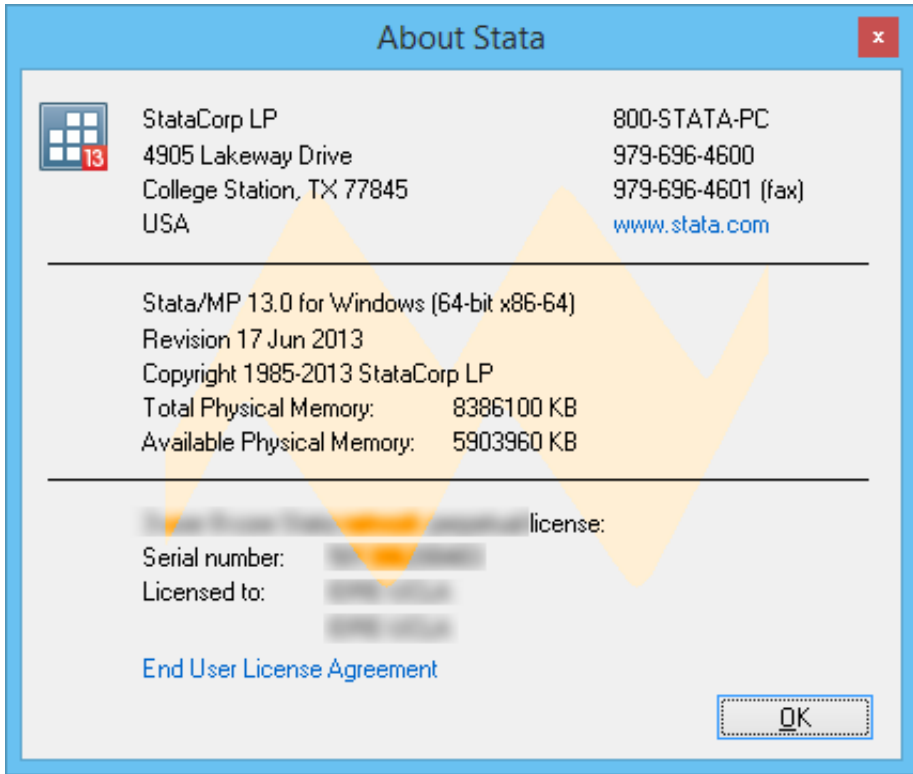 About Stata
x
13
StataCorp LP 800-STATA-PC
4905 Lakeway Drive 979-696-4600
College Station, TX 77845 979-696-4601 (fax)
USA www.stata.com
Stata/MP 13.0 for Windows (64-bit x86-64)
Revision 17 Jun 2013
Copyright 1985-2013 StataCorp LP
Total Physical Memory: 8386100 KB
Available Physical Memory: 5903960 KB
license:
Serial number:
Licensed to:
End User License Agreement
OK